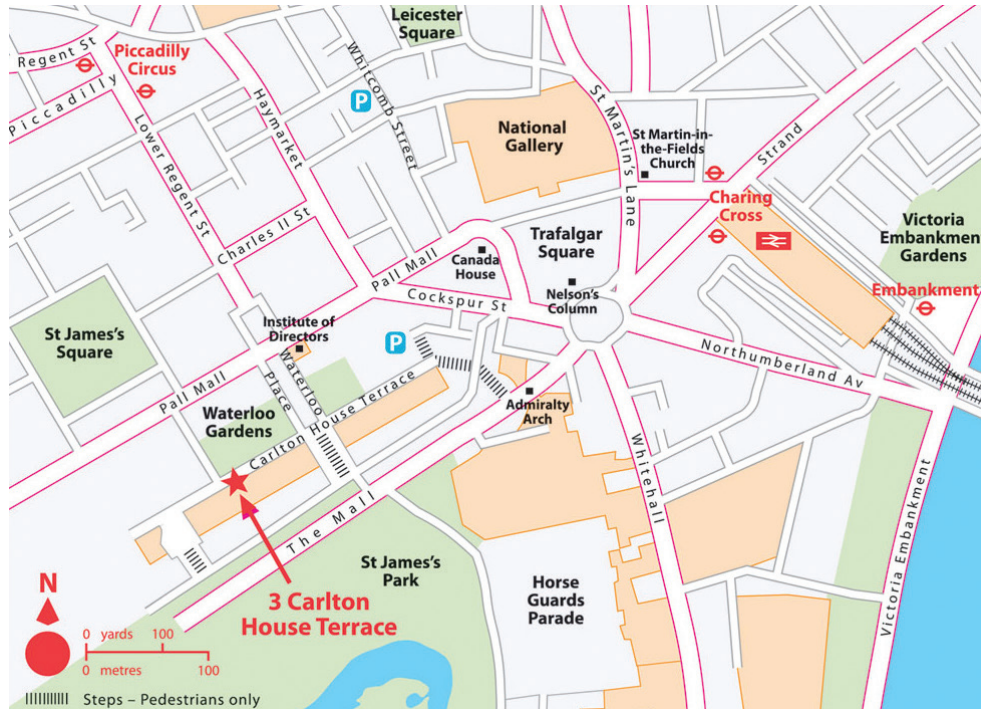 Leicester
Square
Regent St
Piccadilly
Circus
Piccadilly
Whitcomb Street
P
Haymarket
Lower Regent St
National
Gallery
St Martin's Lane
St Martin-in-
the-Fields
Church
Strand
Charing
Cross
Victoria
Embankmen
Gardens
Charles II St
Trafalgar
Square
Canada
House
Pall Mall
Cockspur St
Nelson's
Column
Embankment
St James's
Square
Institute of
Directors
P
Northumberland Av
Pall Mall
Waterloo
Place
Waterloo
Gardens
Carlton House Terrace
Admiralty
Arch
Whitehall
Victoria Embankment
The Mall
St James's
Park
Horse
Guards
Parade
3 Carlton
House Terrace
N
0 yards 100
0 metres 100
Steps – Pedestrians only